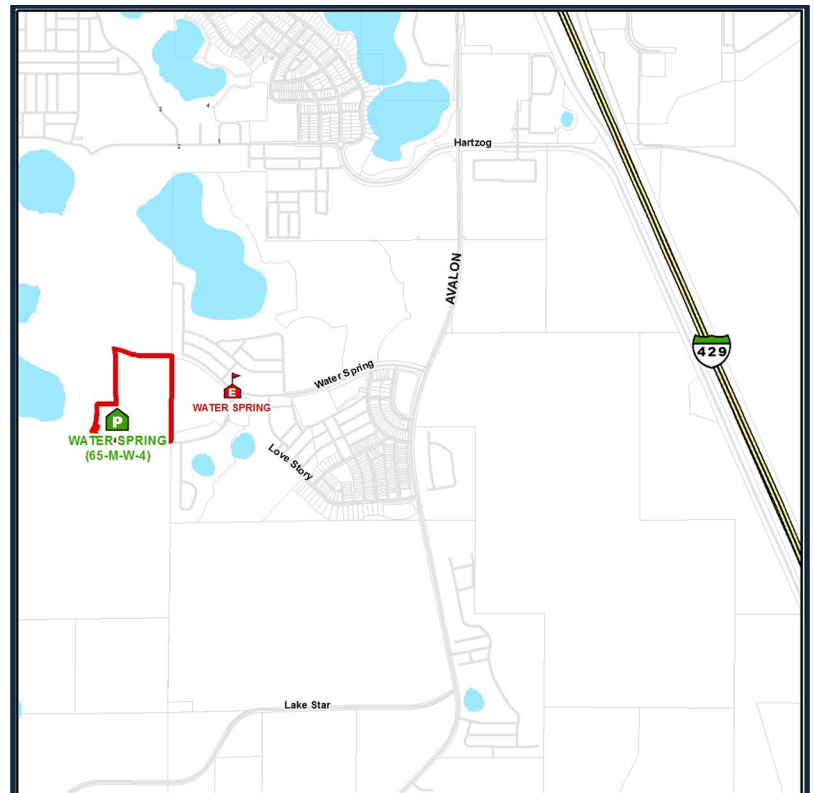 4
3
1
2
Hartzog
AVALON
429
Water Spring
E
WATER SPRING
P
WATER SPRING
(65-M-W-4)
Love Story
Lake Star